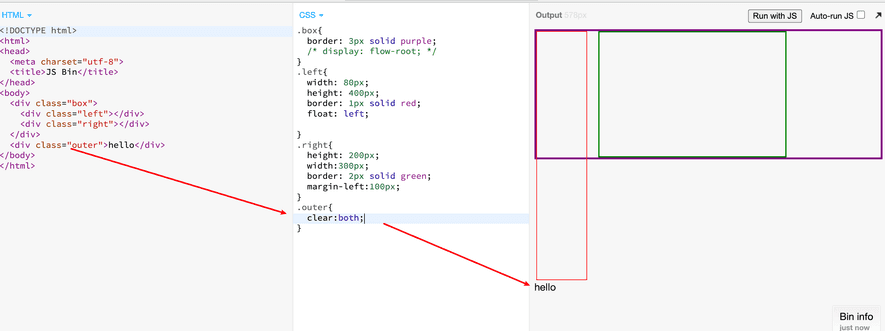 HTML
<!DOCTYPE html>
<html>
<head>
  <meta charset="utf-8">
  <title>JS Bin</title>
</head>
<body>
  <div class="box">
    <div class="left"></div>
    <div class="right"></div>
  </div>
  <div class="outer">hello</div>
</body>
</html>
CSS
.box{
  border: 3px solid purple;
  /* display: flow-root; */
}
.left{
  width: 80px;
  height: 400px;
  border: 1px solid red;
  float: left;
}
.right{
  height: 200px;
  width:300px;
  border: 2px solid green;
  margin-left:100px;
}
.outer{
  clear:both;
}
Output
Run with JS
Auto-run JS
hello
Bin info
just now